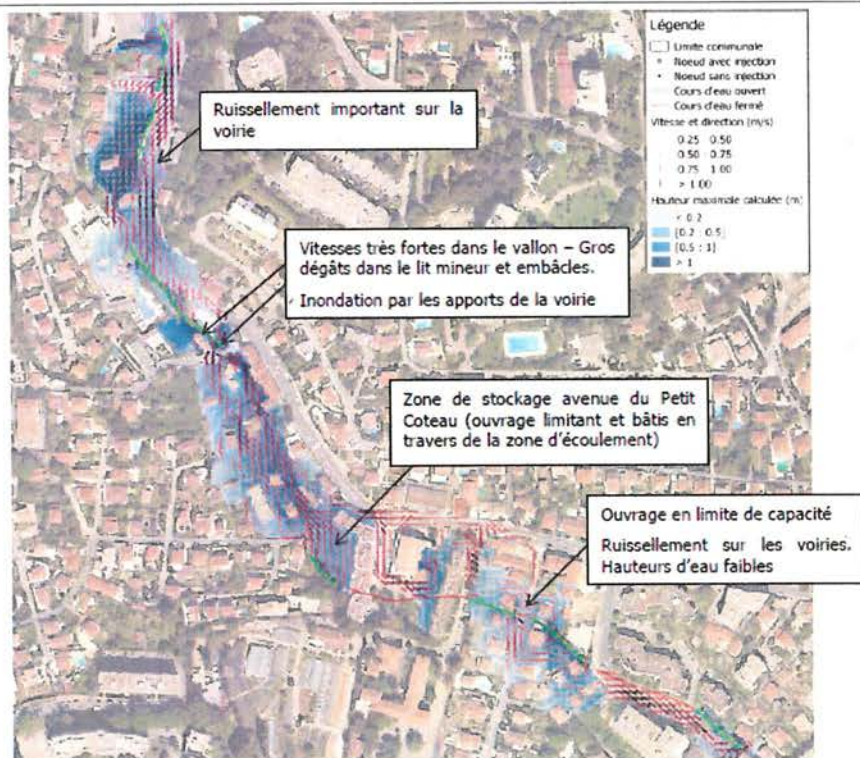 Légende
Limite communale
Noeud avec injection
Noeud sans injection
Cours d'eau ouvert
Cours d'eau fermé
Vitesse et direction (m/s)
0.25 : 0.50
0.50 : 0.75
0.75 : 1.00
> 1.00
Hauteur maximale calculée (m)
< 0.2
[0.2 : 0.5]
[0.5 : 1]
> 1
Ruissellement important sur la
voirie
Vitesses très fortes dans le vallon – Gros
dégâts dans le lit mineur et embâcles.
Inondation par les apports de la voirie
Zone de stockage avenue du Petit
Coteau (ouvrage limitant et bâtis en
travers de la zone d'écoulement)
Ouvrage en limite de capacité
Ruissellement sur les voiries.
Hauteurs d'eau faibles